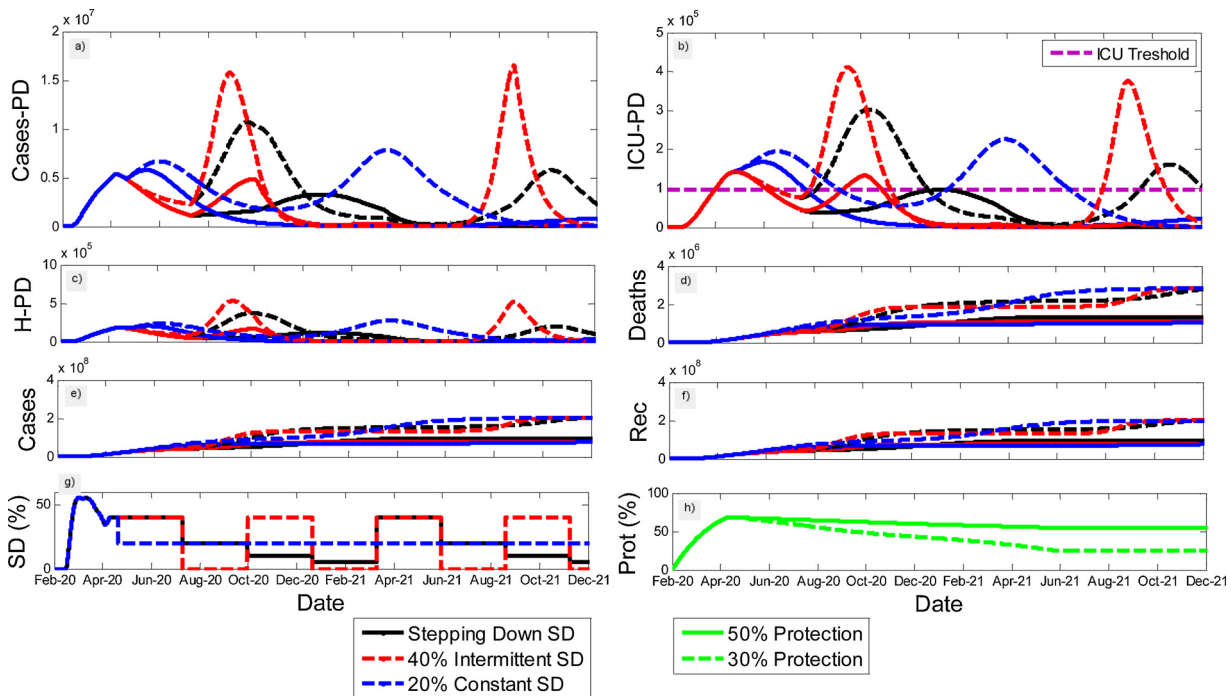 2 x 10^7
a)
1.5
1
0.5
0
Cases-PD
5 x 10^5
b)
ICU Treshold
4
3
2
1
0
ICU-PD
10 x 10^5
c)
5
0
H-PD
4 x 10^6
d)
2
0
Deaths
4 x 10^8
e)
2
0
Cases
4 x 10^8
f)
2
0
Rec
g)
50
0
SD (%)
Feb-20 Apr-20 Jun-20 Aug-20 Oct-20 Dec-20 Feb-21 Apr-21 Jun-21 Aug-21 Oct-21 Dec-21
Date
100
h)
50
0
Prot (%)
Feb-20 Apr-20 Jun-20 Aug-20 Oct-20 Dec-20 Feb-21 Apr-21 Jun-21 Aug-21 Oct-21 Dec-21
Date
Stepping Down SD
40% Intermittent SD
20% Constant SD
50% Protection
30% Protection